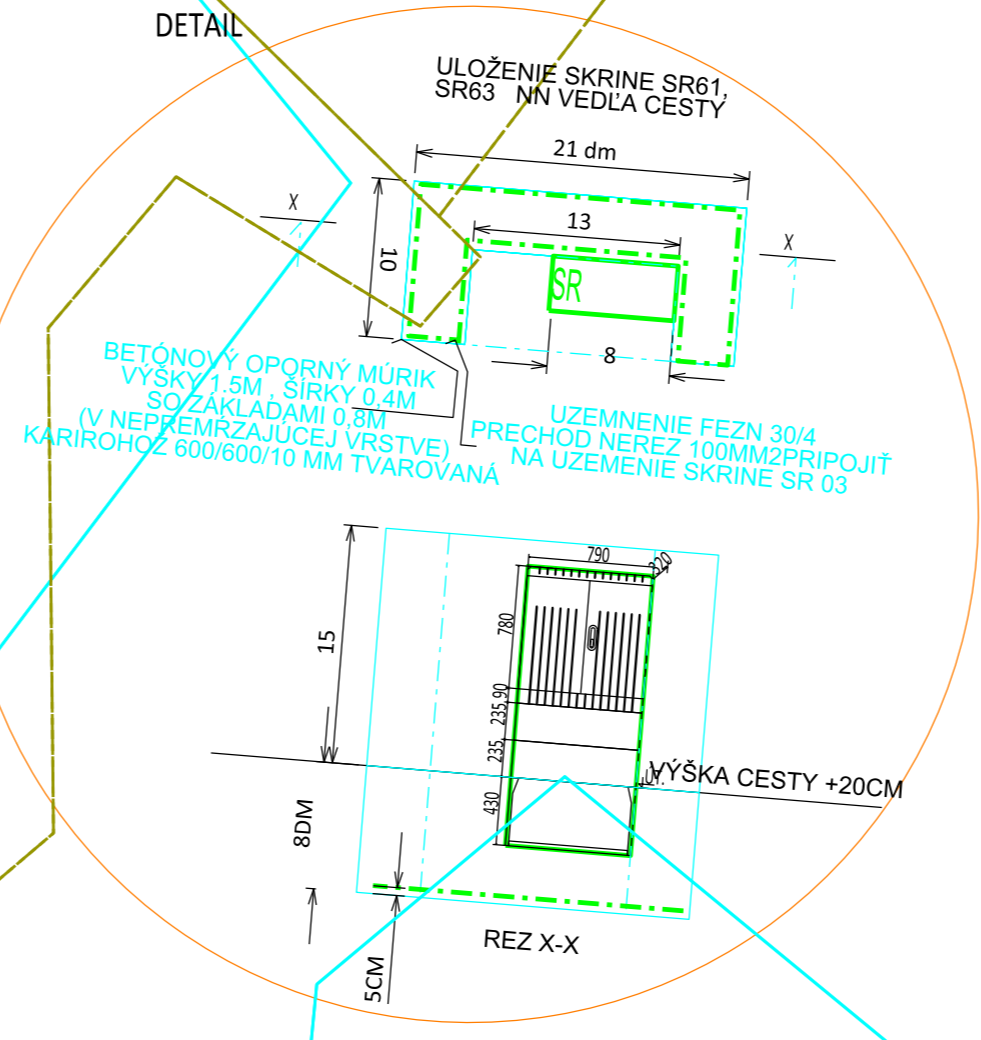 DETAIL
ULOŽENIE SKRINE SR61,
SR63 NN VEDĽA CESTY
21 dm
X
13
X
10
SR
8
BETÓNOVÝ OPORNÝ MÚRIK
VÝŠKY 1.5M , ŠÍRKY 0,4M
SO ZÁKLADAMI 0,8M
(V NEPREMŔZAJÚCEJ VRSTVE)
KARIROHOŽ 600/600/10 MM TVAROVANÁ
UZEMNENIE FEZN 30/4
PRECHOD NEREZ 100MM2PRIPOJIŤ
NA UZEMENIE SKRINE SR 03
790
320
780
15
90
235
235
VÝŠKA CESTY +20CM
430
8DM
REZ X-X
5CM